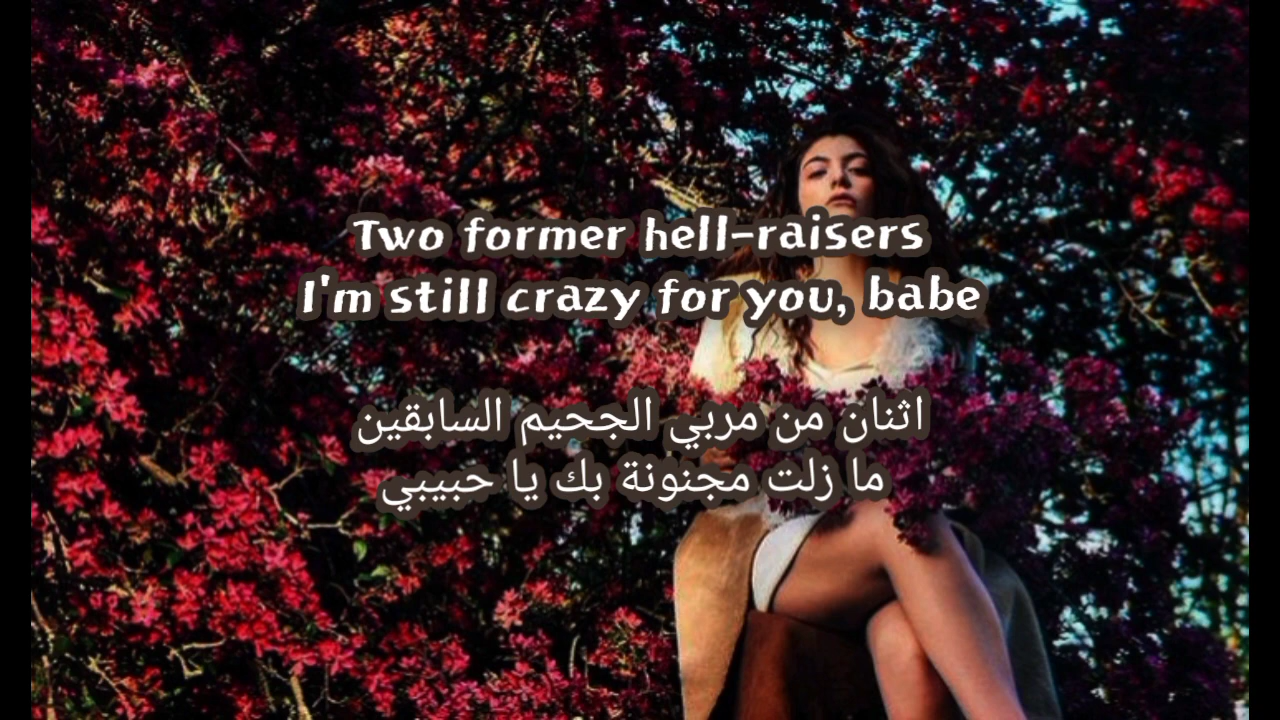 Two former hell-raisers
I'm still crazy for you, babe
اثنان من مربي الجحيم السابقين
ما زلت مجنونة بك يا حبيبي